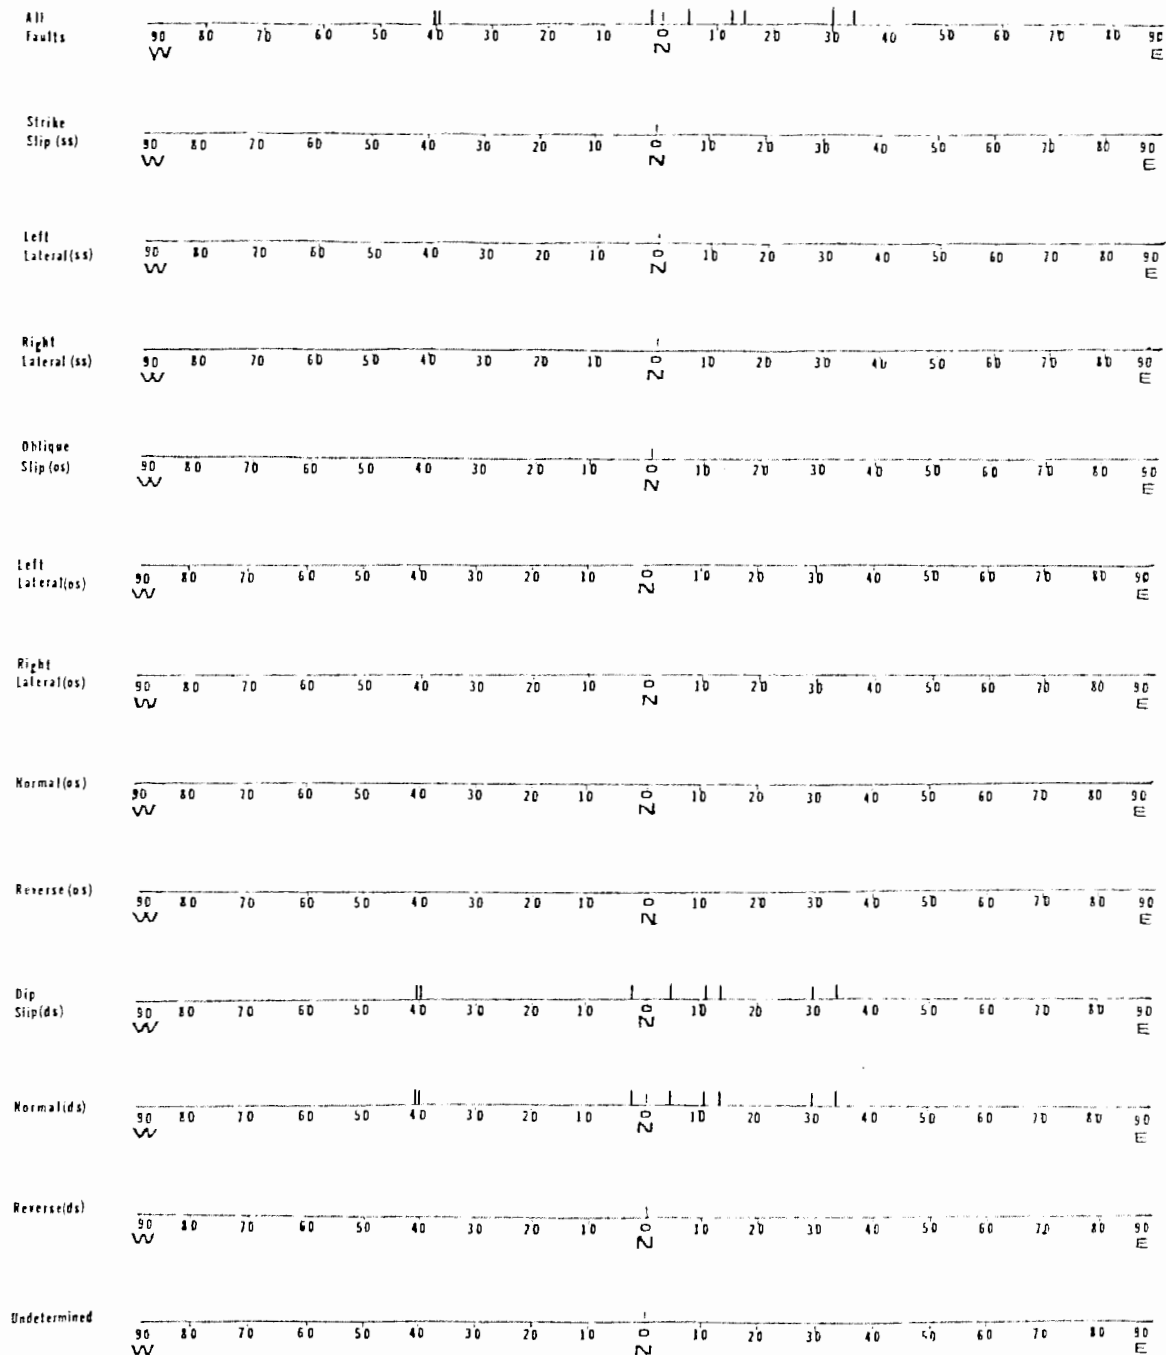 All
Faults
90 80 70 60 50 40 30 20 10 0 10 20 30 40 50 60 70 80 90
W N E
Strike
Slip (ss)
90 80 70 60 50 40 30 20 10 0 10 20 30 40 50 60 70 80 90
W N E
Left
Lateral (ss)
90 80 70 60 50 40 30 20 10 0 10 20 30 40 50 60 70 80 90
W N E
Right
Lateral (ss)
90 80 70 60 50 40 30 20 10 0 10 20 30 40 50 60 70 80 90
W N E
Oblique
Slip (os)
90 80 70 60 50 40 30 20 10 0 10 20 30 40 50 60 70 80 90
W N E
Left
Lateral(os)
90 80 70 60 50 40 30 20 10 0 10 20 30 40 50 60 70 80 90
W N E
Right
Lateral(os)
90 80 70 60 50 40 30 20 10 0 10 20 30 40 50 60 70 80 90
W N E
Normal(os)
90 80 70 60 50 40 30 20 10 0 10 20 30 40 50 60 70 80 90
W N E
Reverse (os)
90 80 70 60 50 40 30 20 10 0 10 20 30 40 50 60 70 80 90
W N E
Dip
Slip(ds)
90 80 70 60 50 40 30 20 10 0 10 20 30 40 50 60 70 80 90
W N E
Normal(ds)
90 80 70 60 50 40 30 20 10 0 10 20 30 40 50 60 70 80 90
W N E
Reverse(ds)
90 80 70 60 50 40 30 20 10 0 10 20 30 40 50 60 70 80 90
W N E
Undetermined
90 80 70 60 50 40 30 20 10 0 10 20 30 40 50 60 70 80 90
W N E